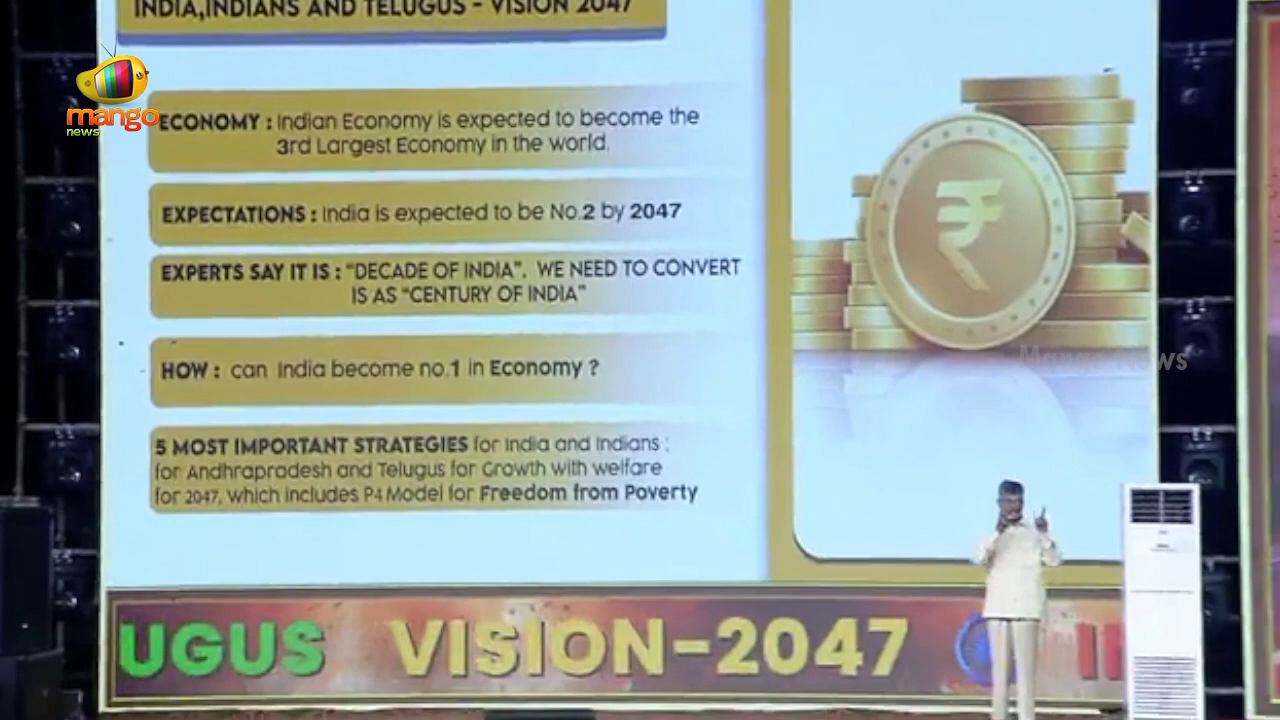 INDIA,INDIANS AND TELUGUS - VISION 2047
mango
news
ECONOMY : Indian Economy is expected to become the
3rd Largest Economy in the world.
EXPECTATIONS : India is expected to be No.2 by 2047
EXPERTS SAY IT IS : "DECADE OF INDIA". WE NEED TO CONVERT
IS AS "CENTURY OF INDIA"
HOW : can India become no.1 in Economy ?
Mango News
5 MOST IMPORTANT STRATEGIES for India and Indians ;
for Andhrapradesh and Telugus for Growth with welfare
for 2047, which includes P4 Model for Freedom from Poverty
UGUS VISION-2047